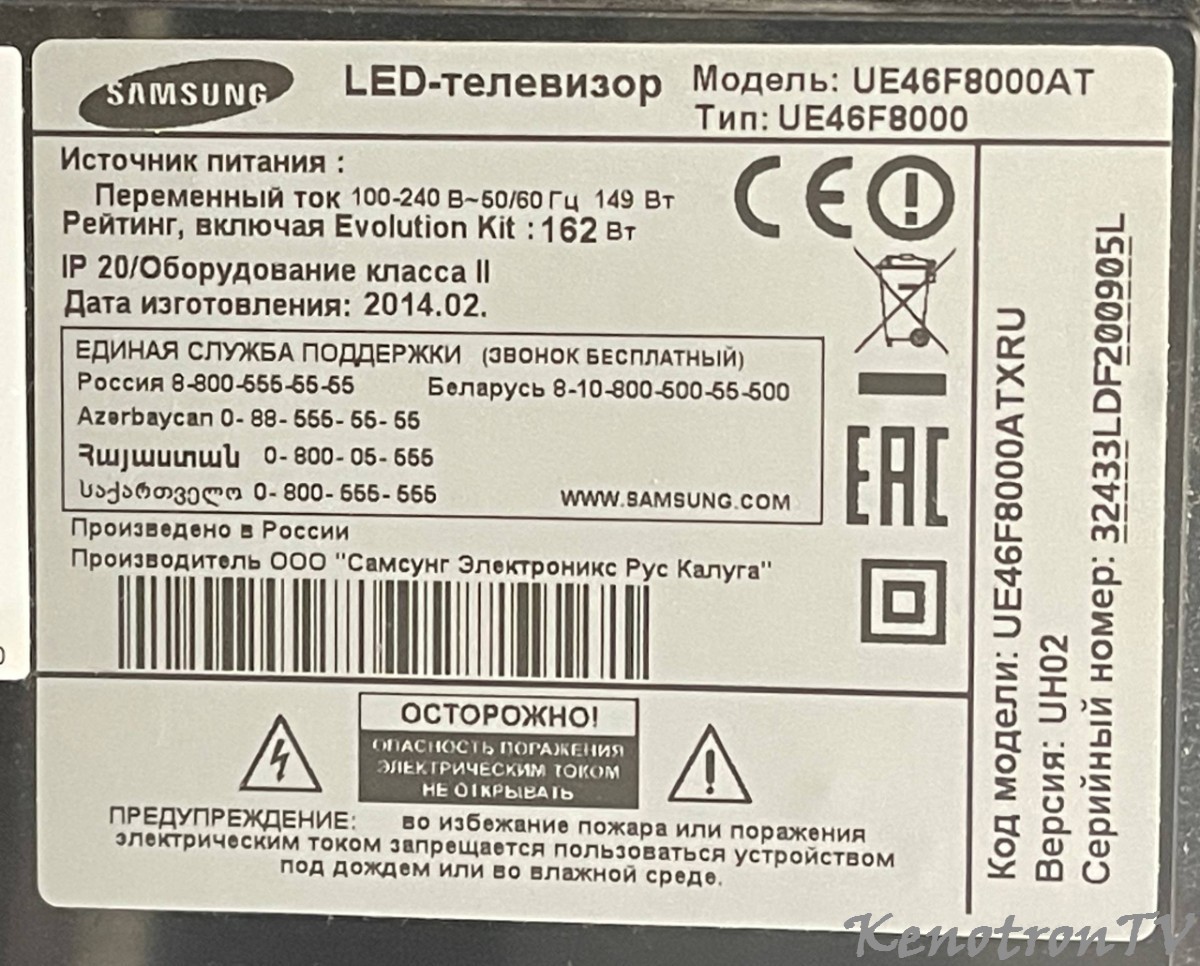 SAMSUNG
LED-телевизор
Модель: UE46F8000AT
Тип: UE46F8000
Источник питания :
Переменный ток 100-240 В~50/60 Гц 149 Вт
Рейтинг, включая Evolution Kit : 162 Вт
IP 20/Оборудование класса II
Дата изготовления: 2014.02.
ЕДИНАЯ СЛУЖБА ПОДДЕРЖКИ (ЗВОНОК БЕСПЛАТНЫЙ)
Россия 8-800-555-55-55 Беларусь 8-10-800-500-55-500
Azərbaycan 0-88-555-55-55
Հայաստան 0-800-05-555
საქართველო 0-800-555-555
WWW.SAMSUNG.COM
Произведено в России
Производитель ООО "Самсунг Электроникс Рус Калуга"
CE
EAC
Код модели: UE46F8000ATXRU
Версия: UH02
Серийный номер: 32433LDF200905L
ОСТОРОЖНО!
ОПАСНОСТЬ ПОРАЖЕНИЯ
ЭЛЕКТРИЧЕСКИМ ТОКОМ
НЕ ОТКРЫВАТЬ
ПРЕДУПРЕЖДЕНИЕ: во избежание пожара или поражения
электрическим током запрещается пользоваться устройством
под дождем или во влажной среде.
KenotronTV